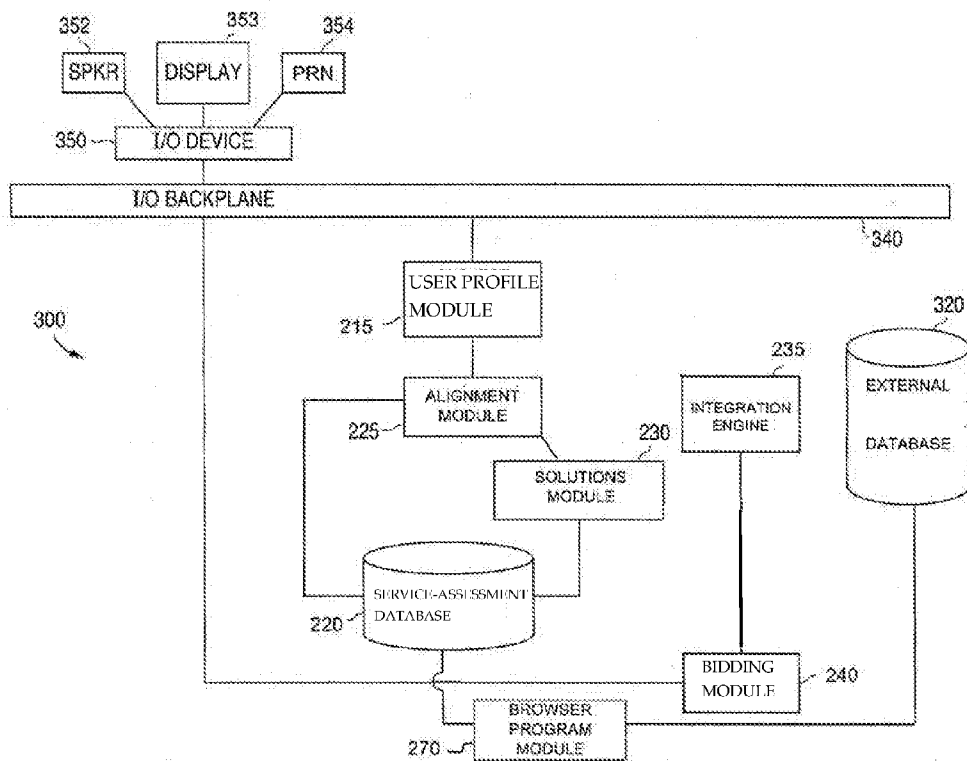 352
353
354
SPKR
DISPLAY
PRN
350
I/O DEVICE
I/O BACKPLANE
340
USER PROFILE
MODULE
215
300
320
235
EXTERNAL
DATABASE
ALIGNMENT
MODULE
225
INTEGRATION
ENGINE
230
SOLUTIONS
MODULE
SERVICE-ASSESSMENT
DATABASE
220
BIDDING
MODULE
240
BROWSER
PROGRAM
MODULE
270